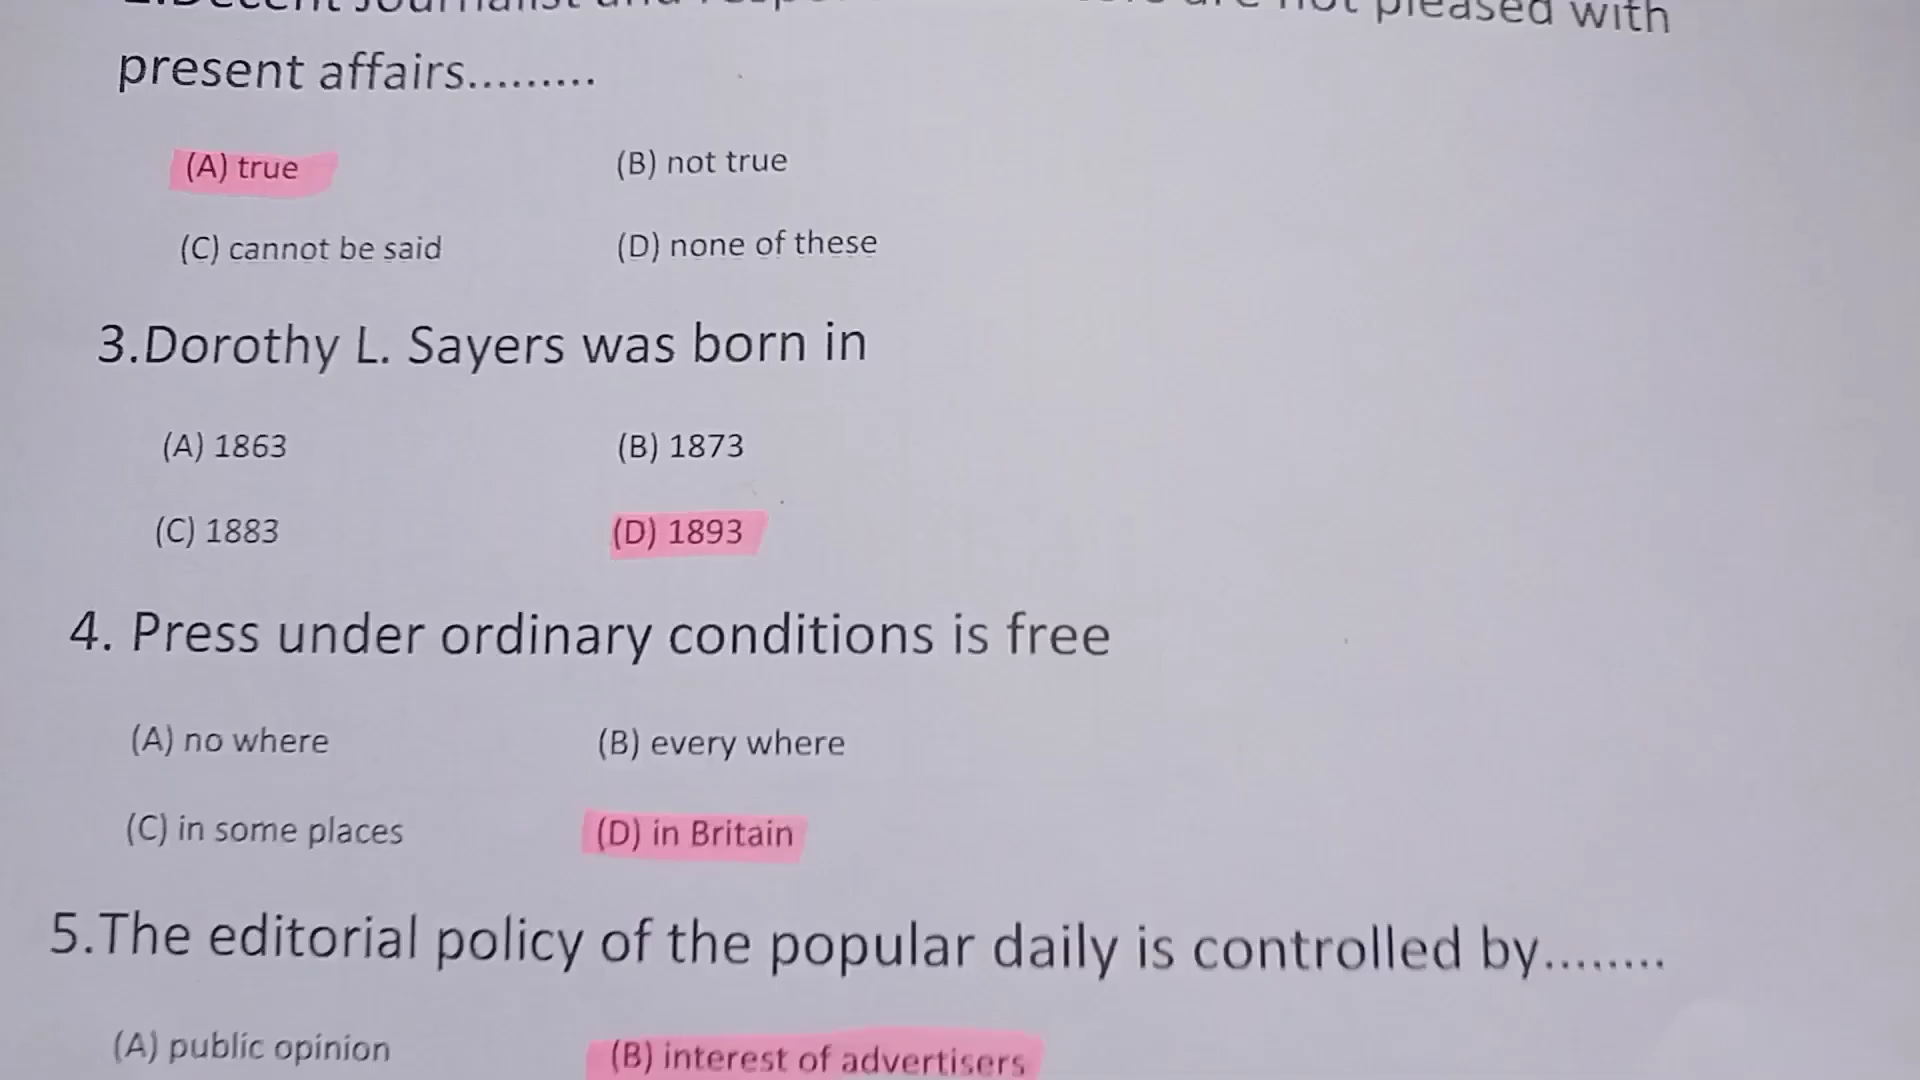 pleased with
present affairs.........
(A) true (B) not true
(C) cannot be said (D) none of these
3.Dorothy L. Sayers was born in
(A) 1863 (B) 1873
(C) 1883 (D) 1893
4. Press under ordinary conditions is free
(A) no where (B) every where
(C) in some places (D) in Britain
5.The editorial policy of the popular daily is controlled by........
(A) public opinion (B) interest of advertisers